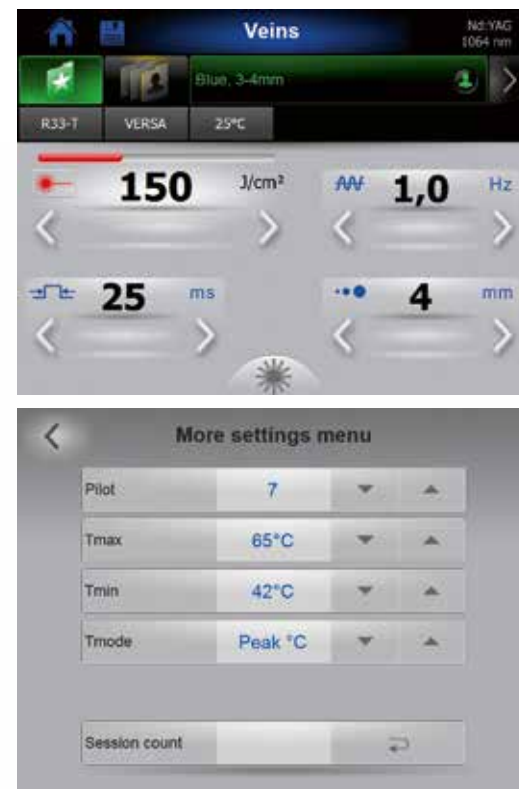 Veins
Nd:YAG
1064 nm
Blue, 3-4mm
R33-T VERSA 25°C
150 J/cm² 1,0 Hz
25 ms 4 mm
More settings menu
Pilot 7
Tmax 65°C
Tmin 42°C
Tmode Peak °C
Session count